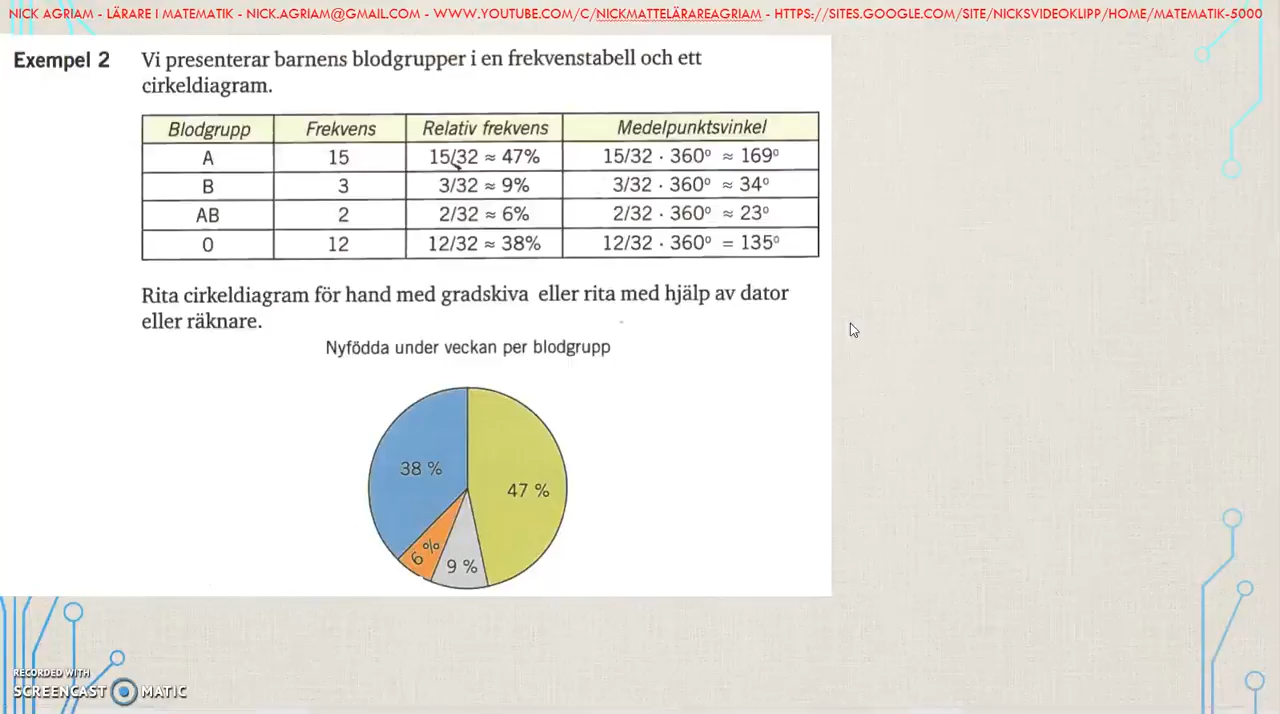 NICK AGRIAM - LÄRARE I MATEMATIK - NICK.AGRIAM@GMAIL.COM - WWW.YOUTUBE.COM/C/NICKMATTELÄRAREAGRIAM - HTTPS://SITES.GOOGLE.COM/SITE/NICKSVIDEOKLIPP/HOME/MATEMATIK-5000
Exempel 2 Vi presenterar barnens blodgrupper i en frekvenstabell och ett
cirkeldiagram.
Blodgrupp Frekvens Relativ frekvens Medelpunktsvinkel
A 15 15/32 ≈ 47% 15/32 · 360° ≈ 169°
B 3 3/32 ≈ 9% 3/32 · 360° ≈ 34°
AB 2 2/32 ≈ 6% 2/32 · 360° ≈ 23°
0 12 12/32 ≈ 38% 12/32 · 360° = 135°
Rita cirkeldiagram för hand med gradskiva eller rita med hjälp av dator
eller räknare.
Nyfödda under veckan per blodgrupp
38 %
47 %
6 %
9 %
RECORDED WITH
SCREENCAST MATIC